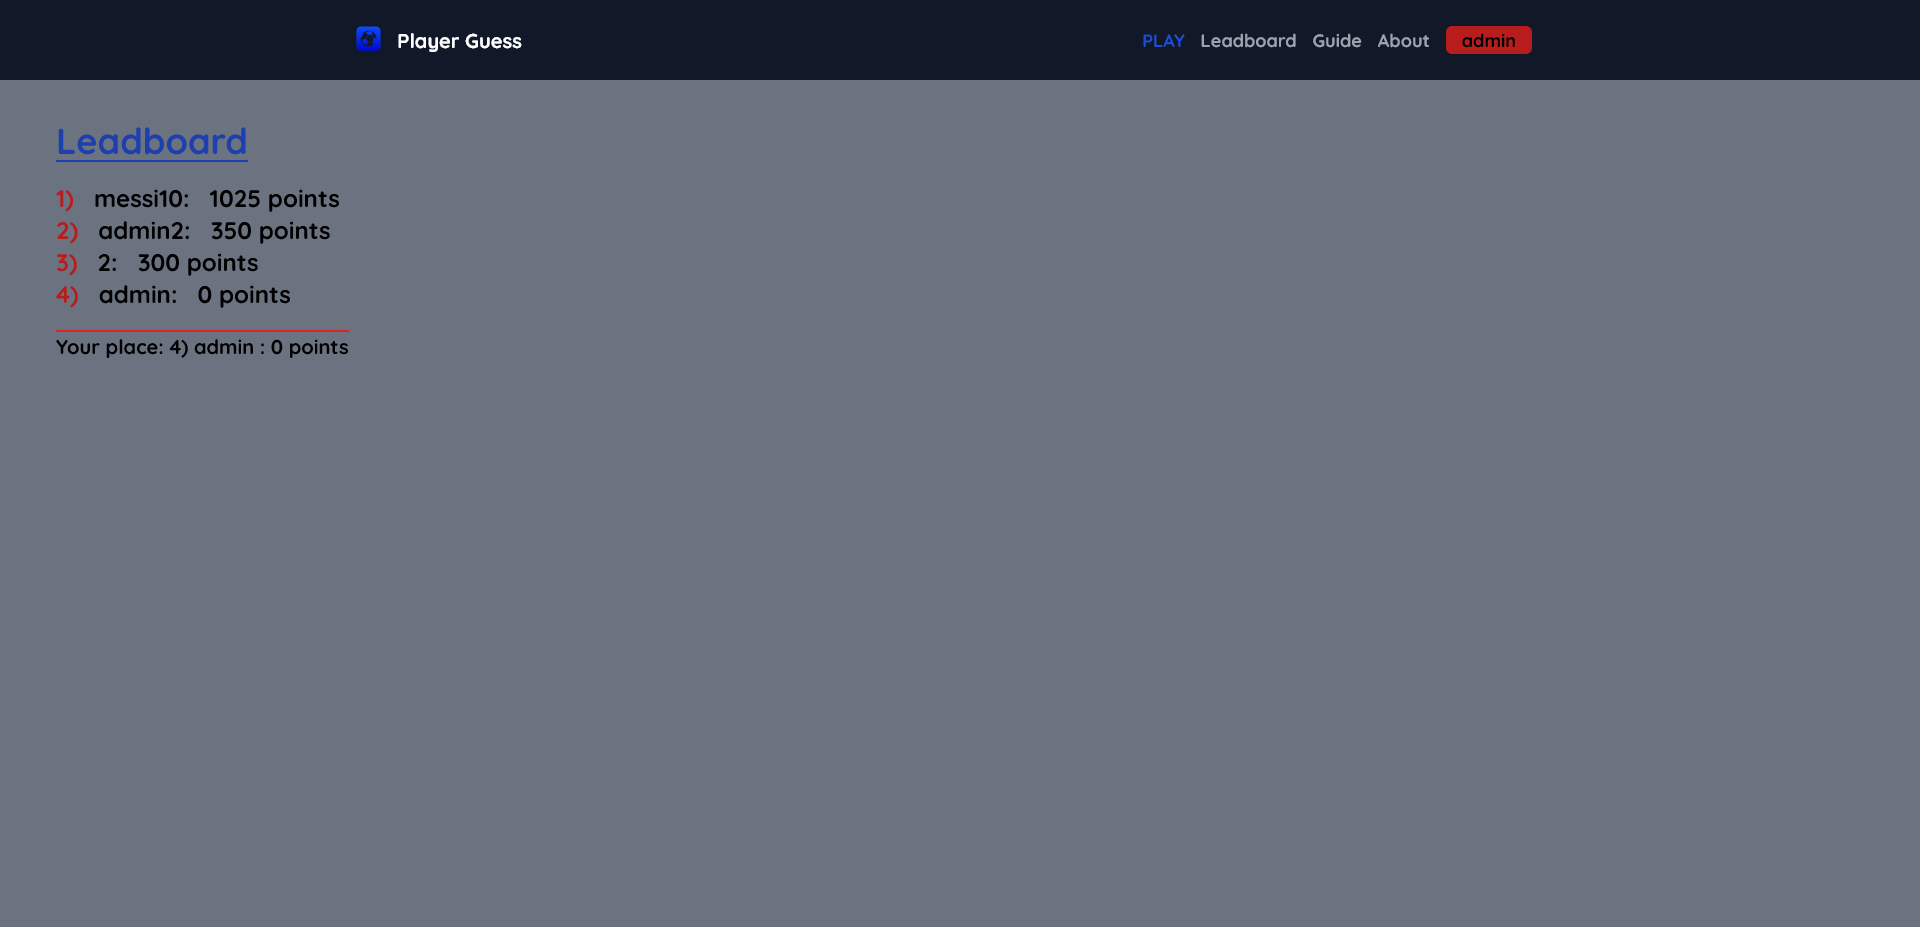 Player Guess
PLAY Leadboard Guide About admin
Leadboard
1) messi10: 1025 points
2) admin2: 350 points
3) 2: 300 points
4) admin: 0 points
Your place: 4) admin : 0 points